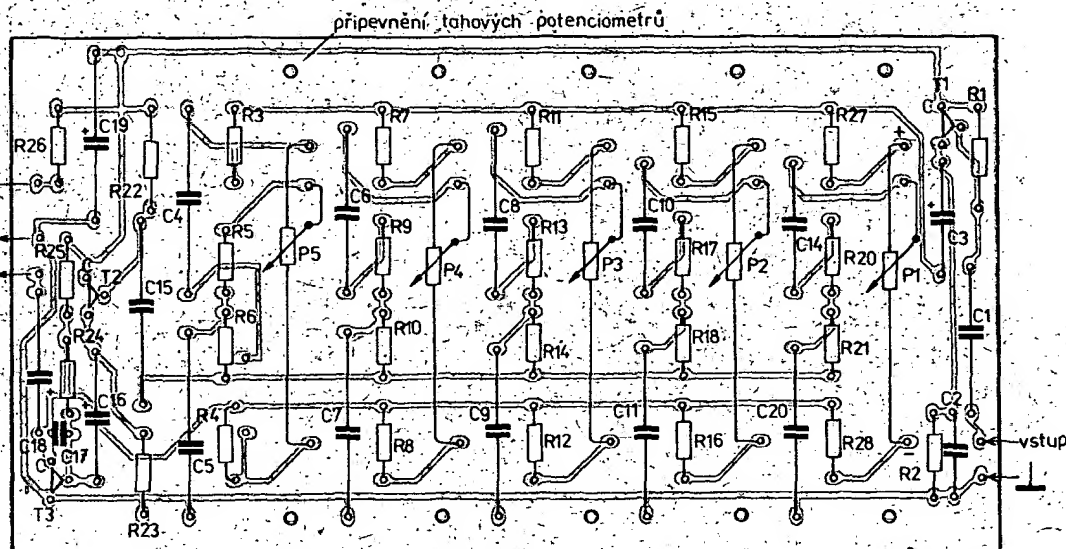 připevnění tahových potenciometrů
T1
R1
C19
R3
R7
R11
R15
R27
R26
+
R22
C4
C6
C8
C10
C14
C3
R5
R9
R13
R17
R20
R25
P5
P4
P3
P2
P1
T2
C15
C1
R6
R10
R14
R18
R21
R24
C16
R4
C7
C9
C11
C20
C2
C18
C17
C5
R8
R12
R16
R28
R2
vstup
T3
R23